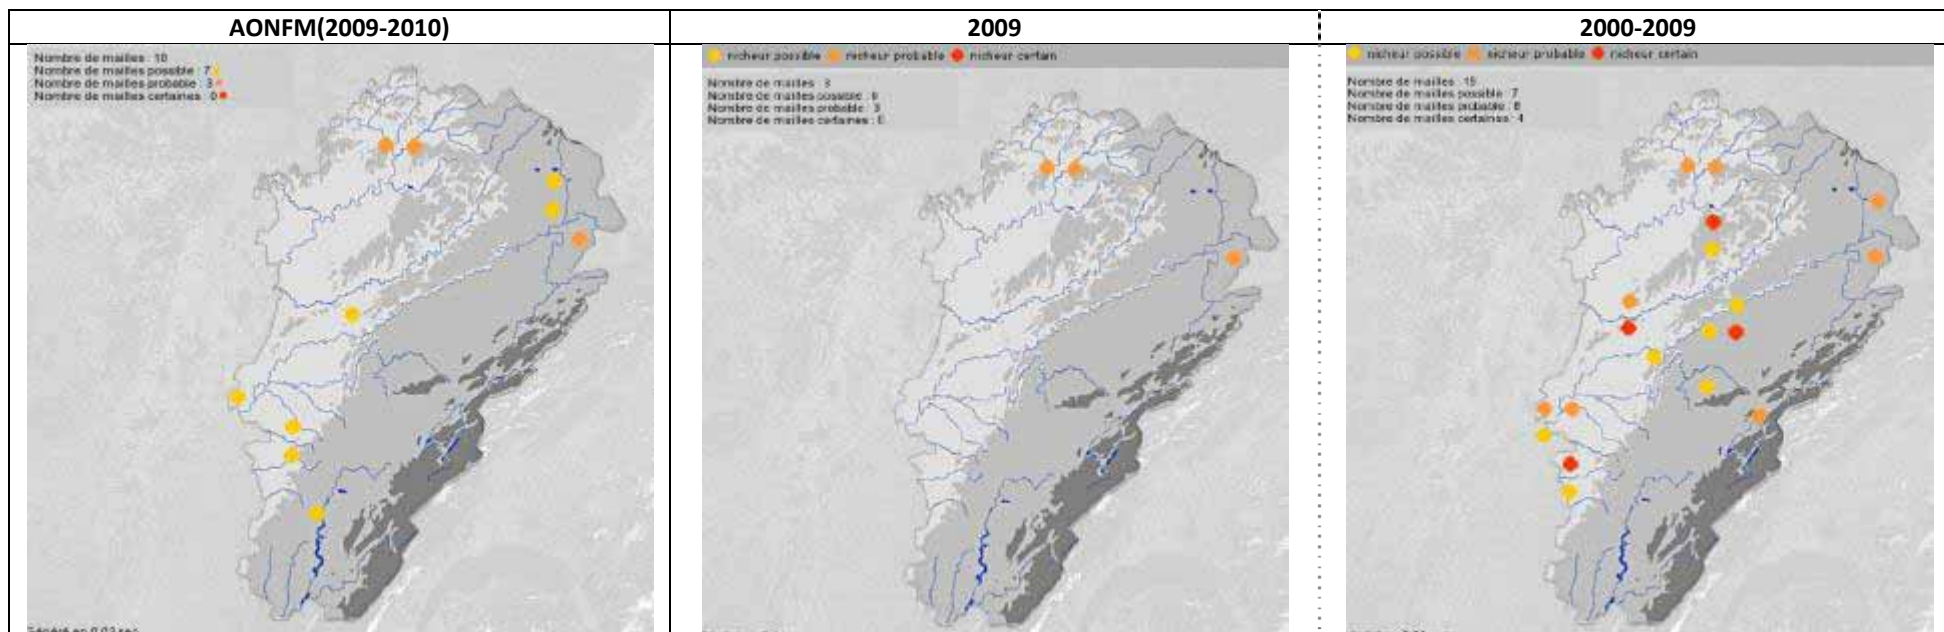 AONFM(2009-2010)
Nombre de mailles : 10
Nombre de mailles possible : 7
Nombre de mailles probable : 3
Nombre de mailles certaines : 0
2009
nicheur possible nicheur probable nicheur certain
Nombre de mailles : 3
Nombre de mailles possible : 0
Nombre de mailles probable : 3
Nombre de mailles certaines : 0
2000-2009
nicheur possible nicheur probable nicheur certain
Nombre de mailles : 19
Nombre de mailles possible : 7
Nombre de mailles probable : 8
Nombre de mailles certaines : 4
Généré en